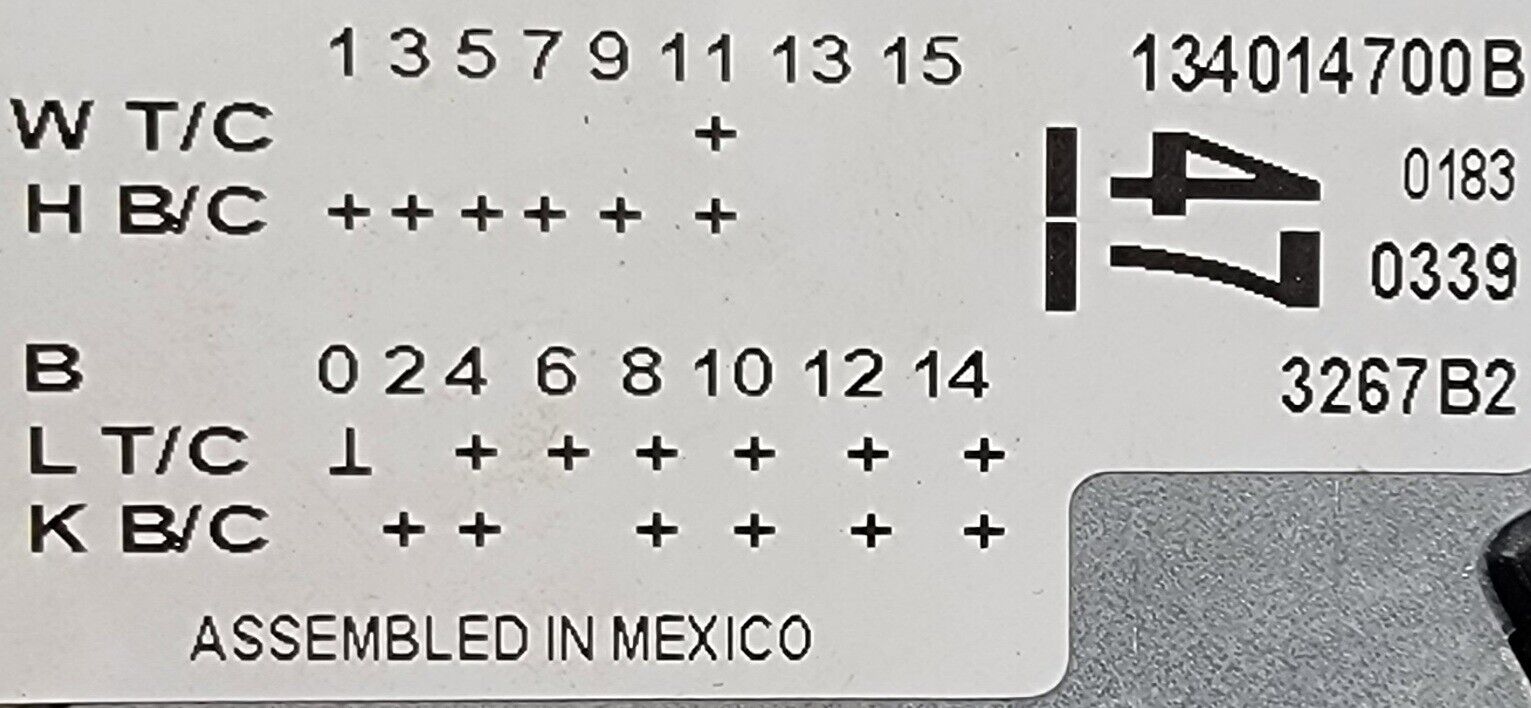 1 3 5 7 9 11 13 15
W T/C +
H B/C + + + + + +
B 0 2 4 6 8 10 12 14
L T/C ⊥ + + + + + +
K B/C + + + + + +
ASSEMBLED IN MEXICO
134014700B
0183
0339
47
3267B2